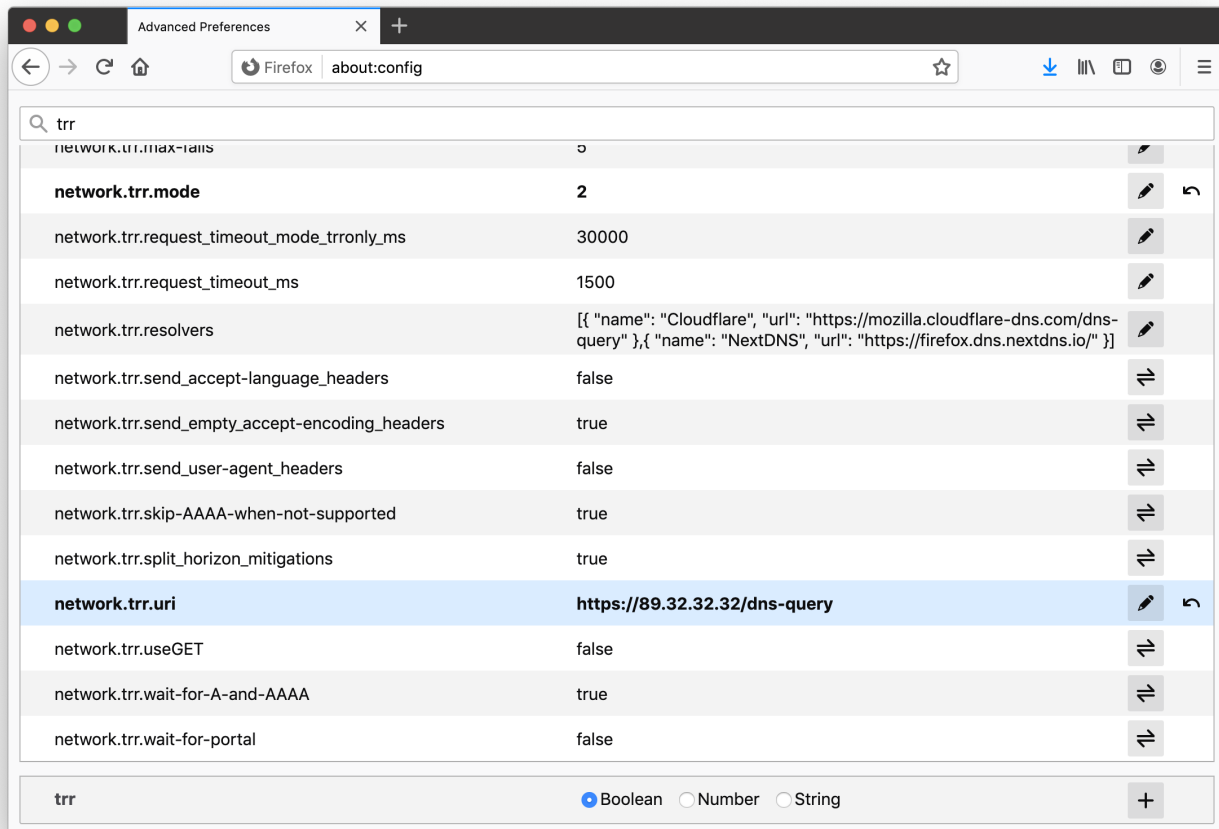 Advanced Preferences
Firefox about:config
trr
network.trr.max-fails 5
network.trr.mode 2
network.trr.request_timeout_mode_trronly_ms 30000
network.trr.request_timeout_ms 1500
network.trr.resolvers [{ "name": "Cloudflare", "url": "https://mozilla.cloudflare-dns.com/dns-
query" },{ "name": "NextDNS", "url": "https://firefox.dns.nextdns.io/" }]
network.trr.send_accept-language_headers false
network.trr.send_empty_accept-encoding_headers true
network.trr.send_user-agent_headers false
network.trr.skip-AAAA-when-not-supported true
network.trr.split_horizon_mitigations true
network.trr.uri https://89.32.32.32/dns-query
network.trr.useGET false
network.trr.wait-for-A-and-AAAA true
network.trr.wait-for-portal false
trr Boolean Number String